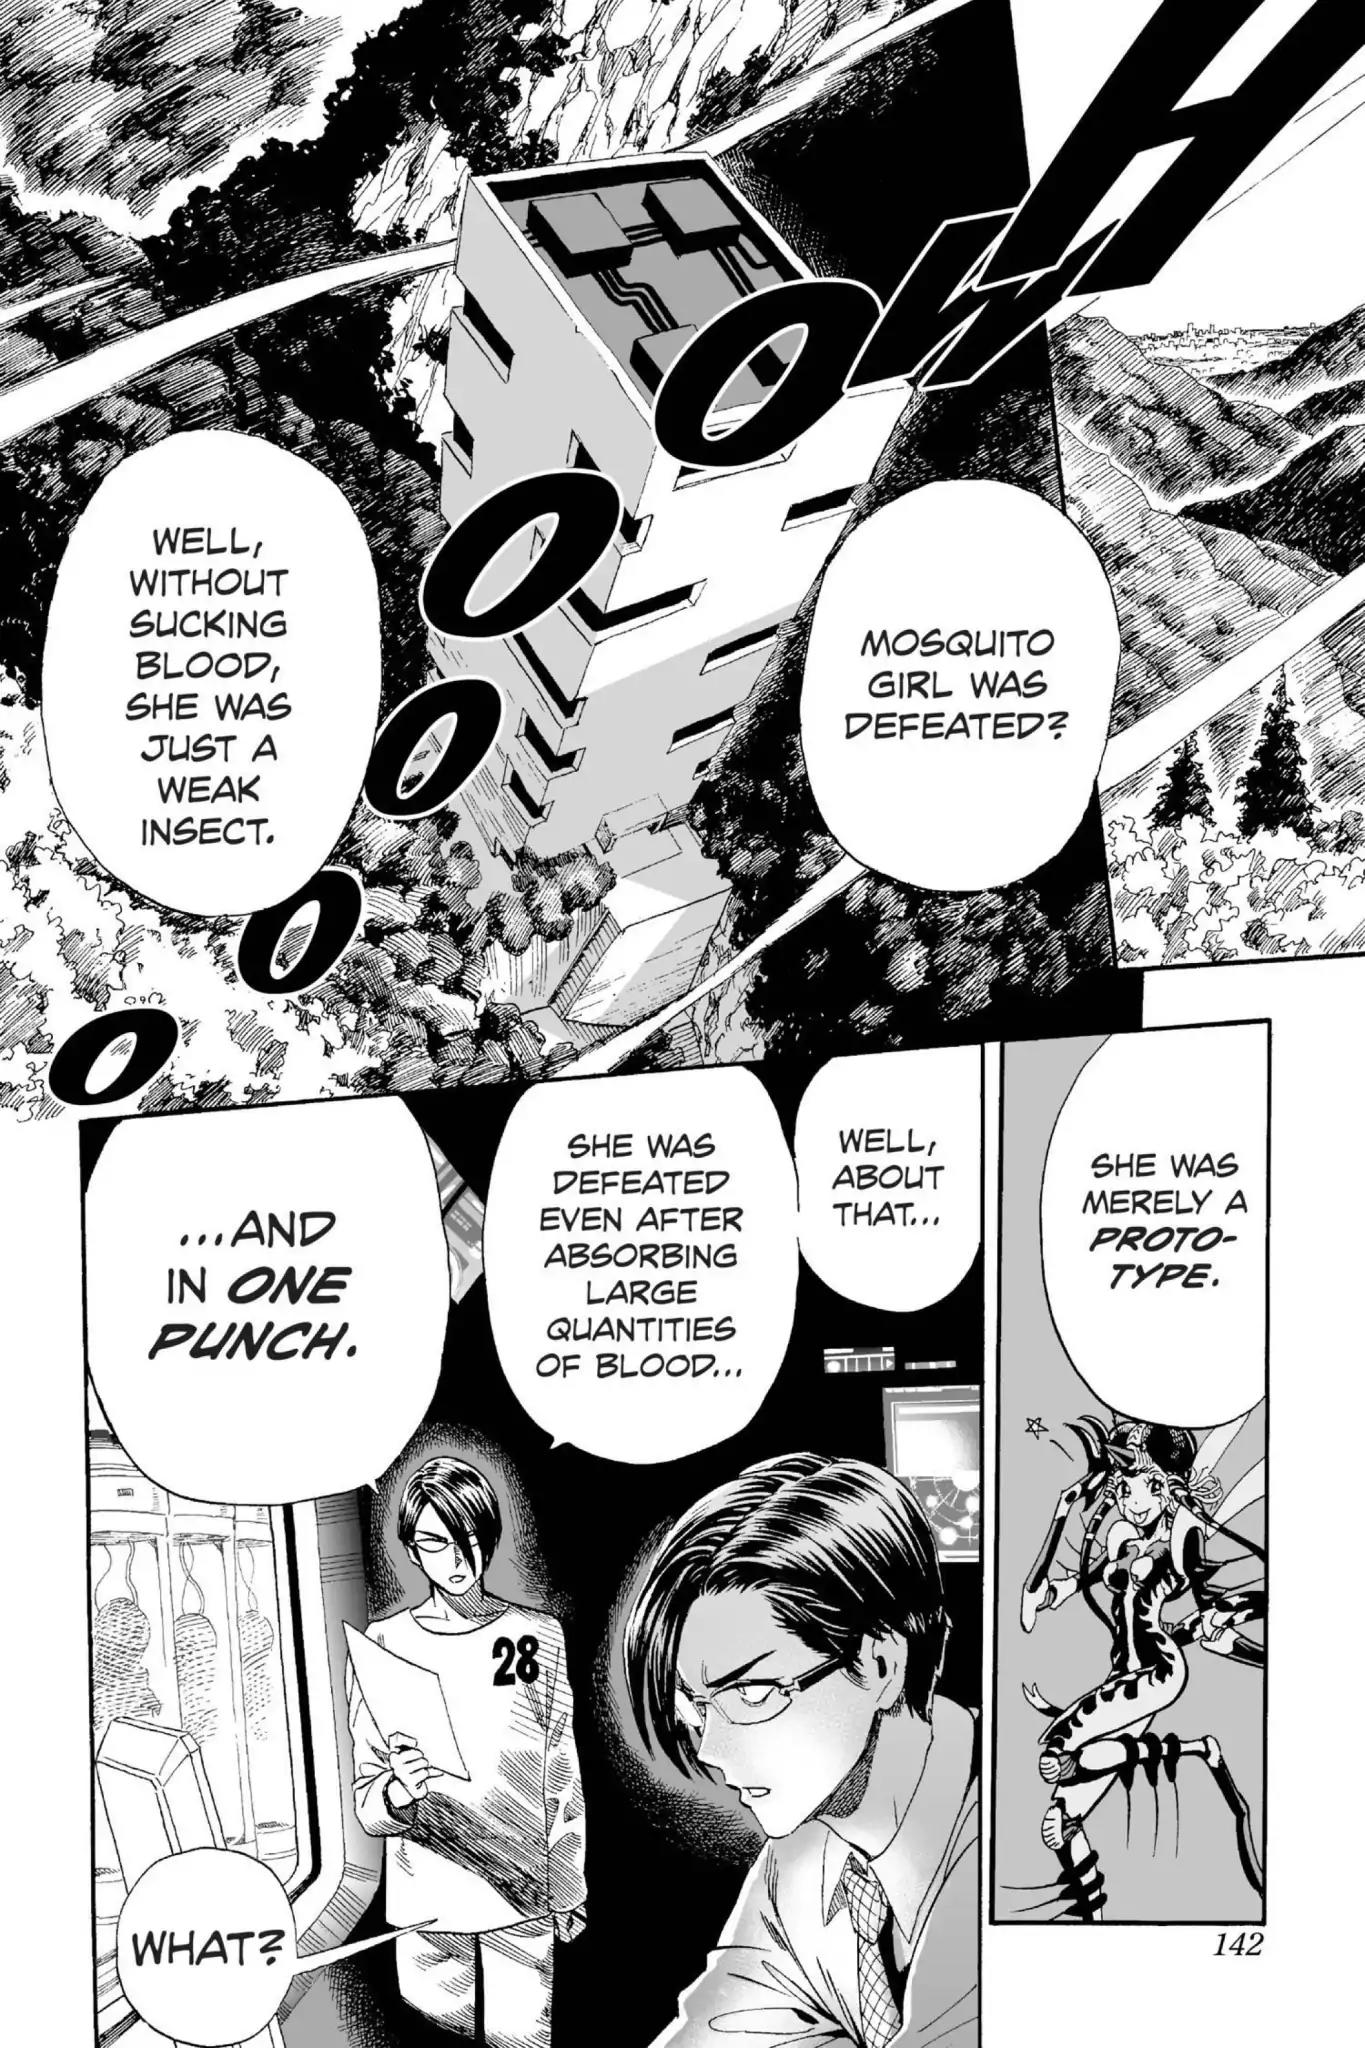 WHOOOOO
MOSQUITO
GIRL WAS
DEFEATED?
WELL,
WITHOUT
SUCKING
BLOOD,
SHE WAS
JUST A
WEAK
INSECT.
SHE WAS
MERELY A
PROTO-
TYPE.
WELL,
ABOUT
THAT...
SHE WAS
DEFEATED
EVEN AFTER
ABSORBING
LARGE
QUANTITIES
OF BLOOD...
...AND
IN ONE
PUNCH.
28
WHAT?
142